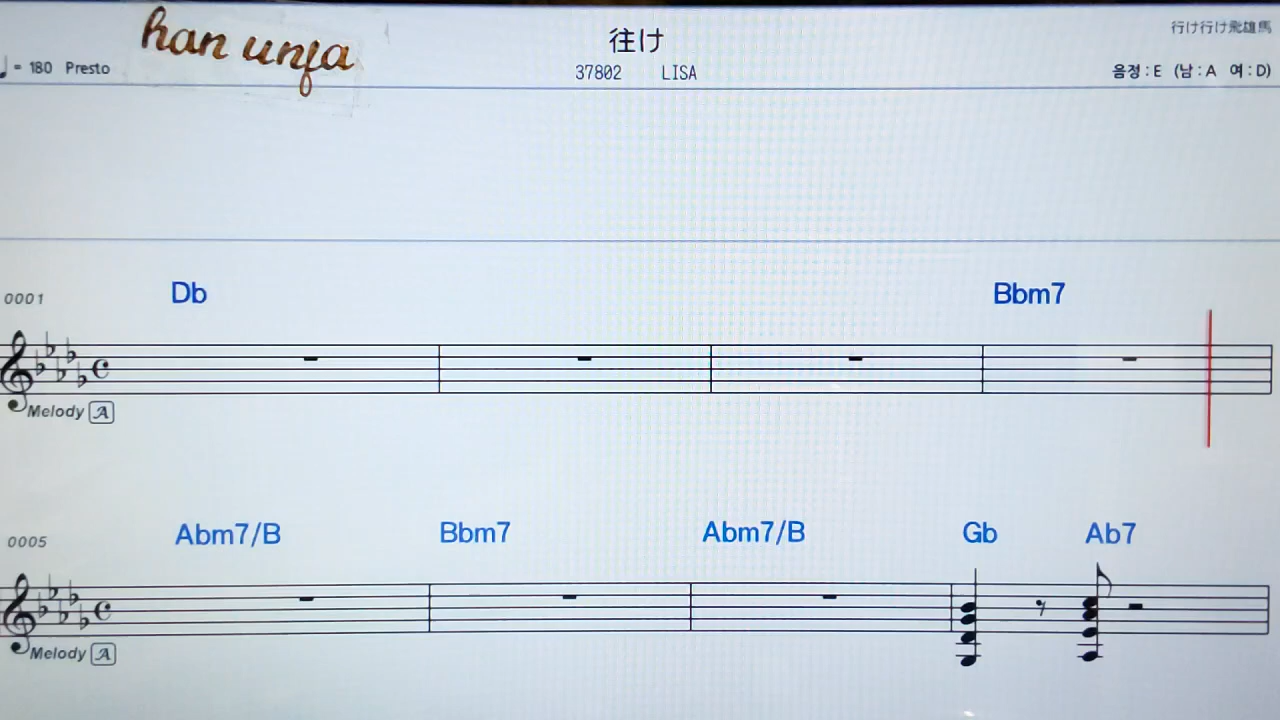 han unfa
往け
行け行け飛雄馬
♩ = 180 Presto
37802 LISA
음정 : E (남 : A 여 : D)
0001
Db Bbm7
Melody A
0005
Abm7/B Bbm7 Abm7/B Gb Ab7
Melody A